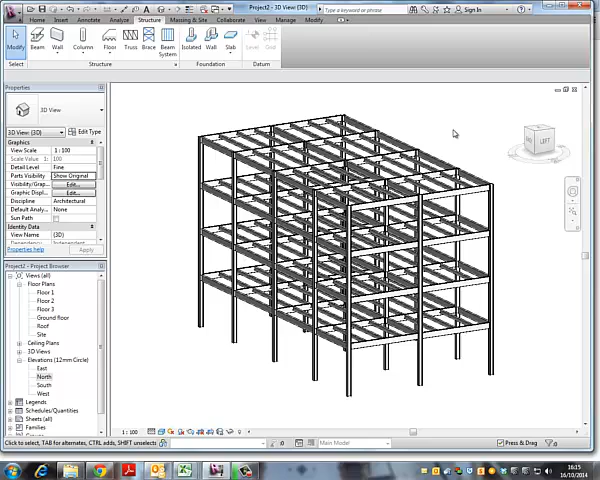 Project2 - 3D View: {3D}
Type a keyword or phrase
Sign In
Home Annotate Analyze Structure Massing & Site Collaborate View Manage Modify
Modify Beam Wall Column Floor Truss Brace Beam System Isolated Wall Slab Level Grid
Select Structure Foundation Datum
Properties
3D View
3D View: {3D} Edit Type
Graphics
View Scale 1 : 100
Scale Value 1: 100
Detail Level Fine
Parts Visibility Show Original
Visibility/Grap... Edit...
Graphic Displ... Edit...
Discipline Architectural
Default Analy... None
Sun Path
Identity Data
View Name {3D}
Dependency Independent
Properties help Apply
LEFT
Project2 - Project Browser
Views (all)
Floor Plans
Floor 1
Floor 2
Floor 3
Ground floor
Roof
Site
Ceiling Plans
3D Views
Elevations (12mm Circle)
East
North
South
West
Legends
Schedules/Quantities
Sheets (all)
Families
1 : 100
Click to select, TAB for alternates, CTRL adds, SHIFT unselects.
:0
Main Model
Press & Drag
:0
16:15
16/10/2014